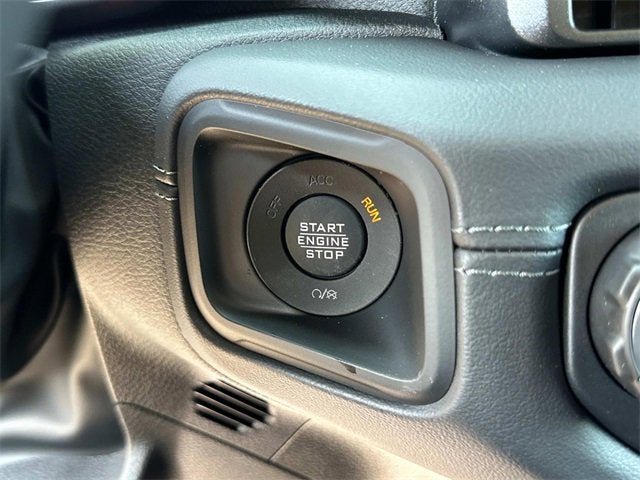 OFF
ACC
RUN
START
ENGINE
STOP